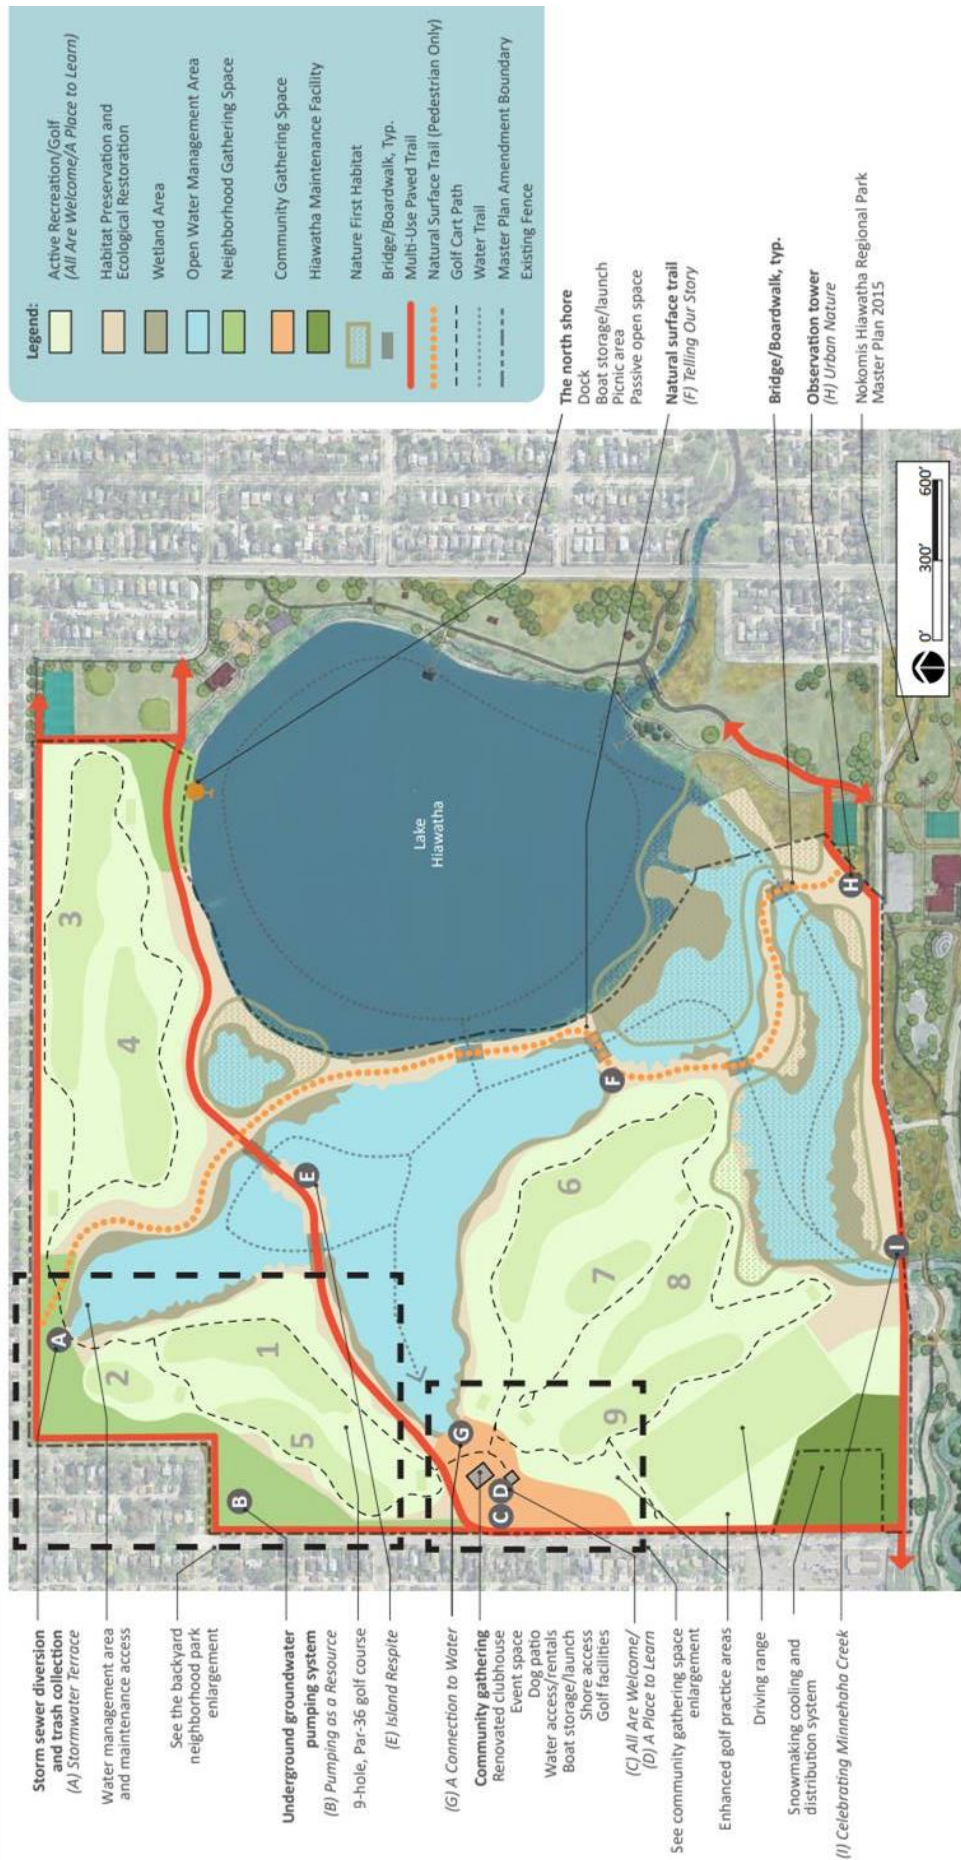 Legend:
Active Recreation/Golf
(All Are Welcome/A Place to Learn)
Habitat Preservation and
Ecological Restoration
Wetland Area
Open Water Management Area
Neighborhood Gathering Space
Community Gathering Space
Hiawatha Maintenance Facility
Nature First Habitat
Bridge/Boardwalk, Typ.
Multi-Use Paved Trail
Natural Surface Trail (Pedestrian Only)
Golf Cart Path
Water Trail
Master Plan Amendment Boundary
Existing Fence
The north shore
Dock
Boat storage/launch
Picnic area
Passive open space
Natural surface trail
(F) Telling Our Story
Bridge/Boardwalk, typ.
Observation tower
(H) Urban Nature
Nokomis Hiawatha Regional Park
Master Plan 2015
Lake
Hiawatha
3
4
2
1
5
6
7
8
9
A
B
C
D
E
F
G
H
I
0'
300'
600'
Storm sewer diversion
and trash collection
(A) Stormwater Terrace
Water management area
and maintenance access
See the backyard
neighborhood park
enlargement
Underground groundwater
pumping system
(B) Pumping as a Resource
9-hole, Par-36 golf course
(E) Island Respite
(G) A Connection to Water
Community gathering
Renovated clubhouse
Event space
Dog patio
Water access/rentals
Boat storage/launch
Shore access
Golf facilities
(C) All Are Welcome/
(D) A Place to Learn
See community gathering space
enlargement
Enhanced golf practice areas
Driving range
Snowmaking cooling and
distribution system
(I) Celebrating Minnehaha Creek